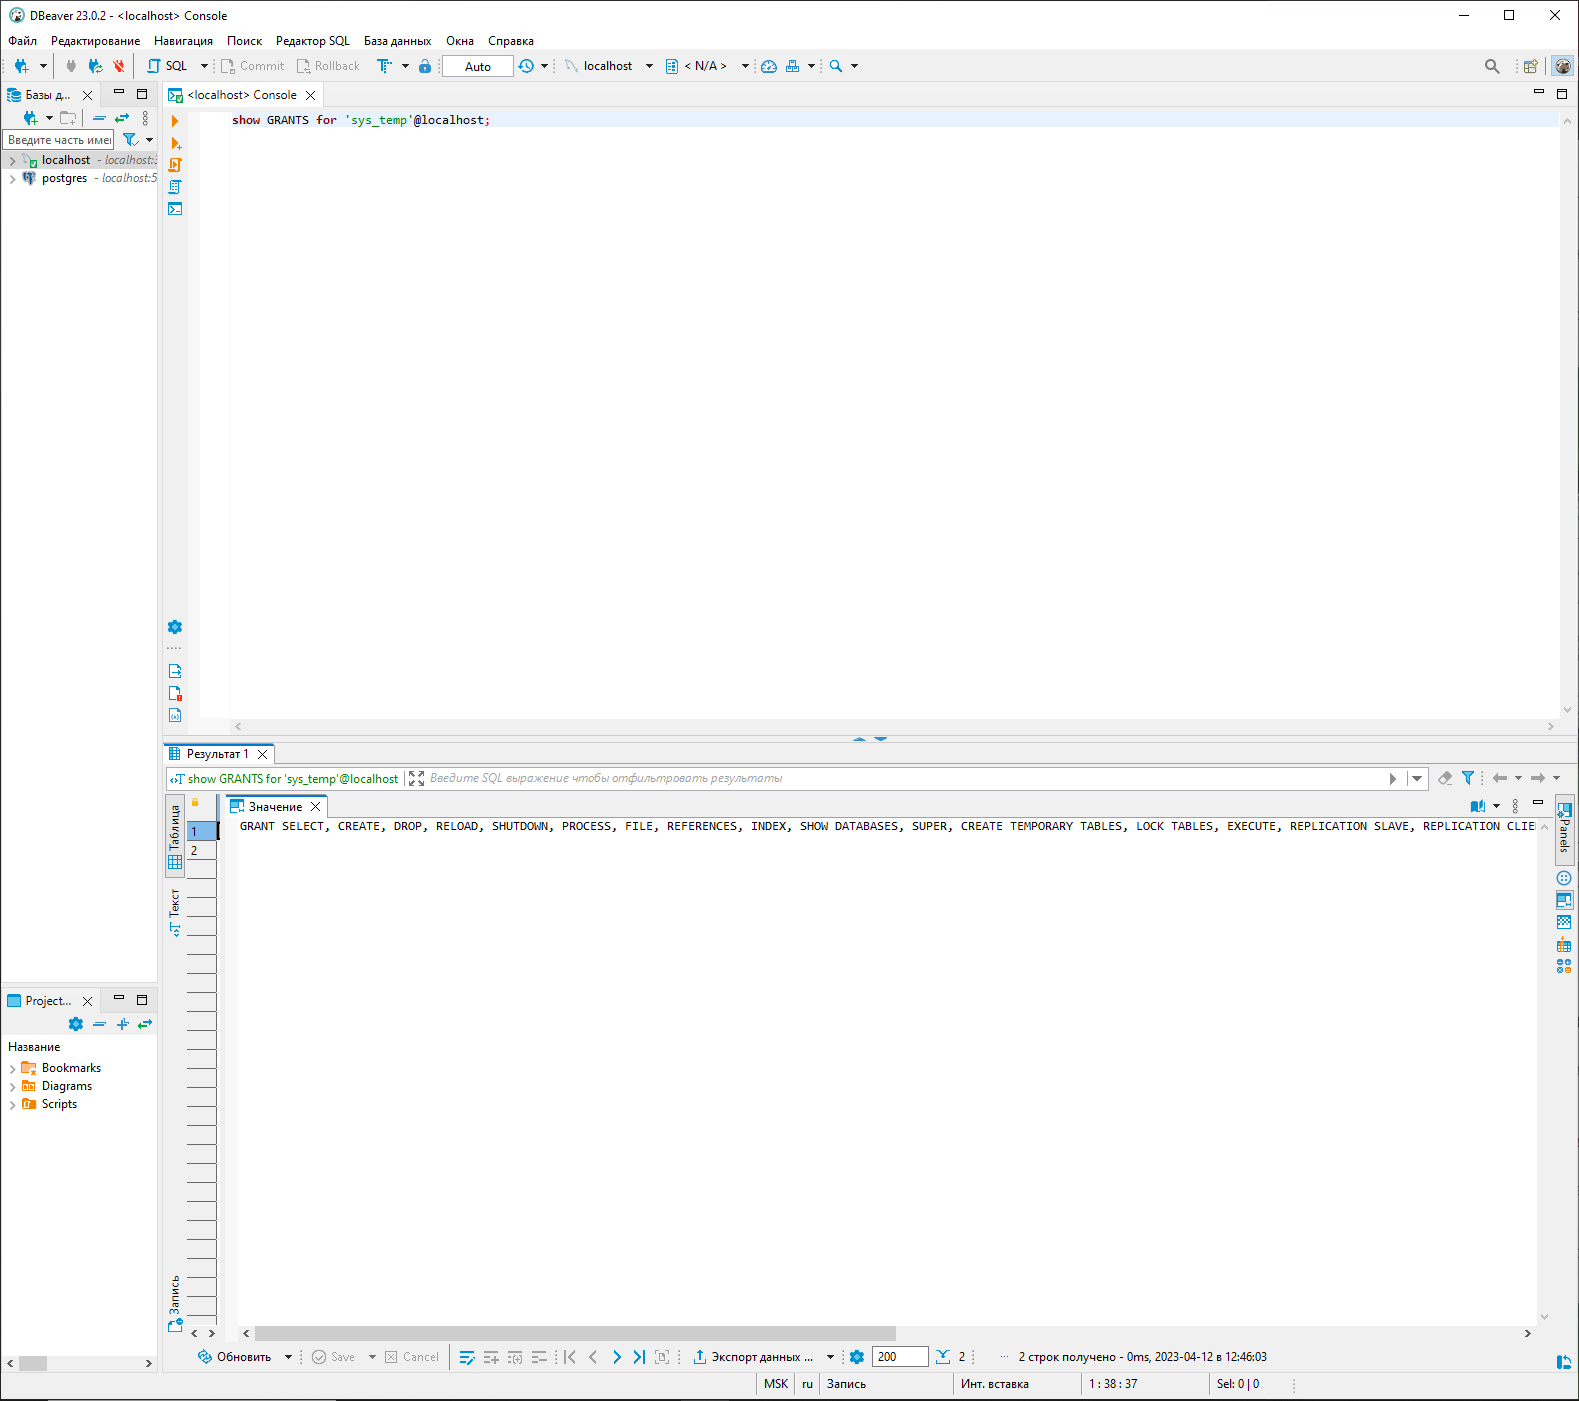 DBeaver 23.0.2 - <localhost> Console
Файл Редактирование Навигация Поиск Редактор SQL База данных Окна Справка
SQL Commit Rollback Auto localhost < N/A >
Базы д...
<localhost> Console
Введите часть имен
localhost - localhost:3
postgres - localhost:5
show GRANTS for 'sys_temp'@localhost;
Результат 1
show GRANTS for 'sys_temp'@localhost Введите SQL выражение чтобы отфильтровать результаты
Таблица
Текст
Запись
1
2
Значение
GRANT SELECT, CREATE, DROP, RELOAD, SHUTDOWN, PROCESS, FILE, REFERENCES, INDEX, SHOW DATABASES, SUPER, CREATE TEMPORARY TABLES, LOCK TABLES, EXECUTE, REPLICATION SLAVE, REPLICATION CLIE
Panels
Project...
Название
Bookmarks
Diagrams
Scripts
Обновить Save Cancel Экспорт данных ... 200 2 ... 2 строк получено - 0ms, 2023-04-12 в 12:46:03
MSK ru Запись Инт. вставка 1 : 38 : 37 Sel: 0 | 0